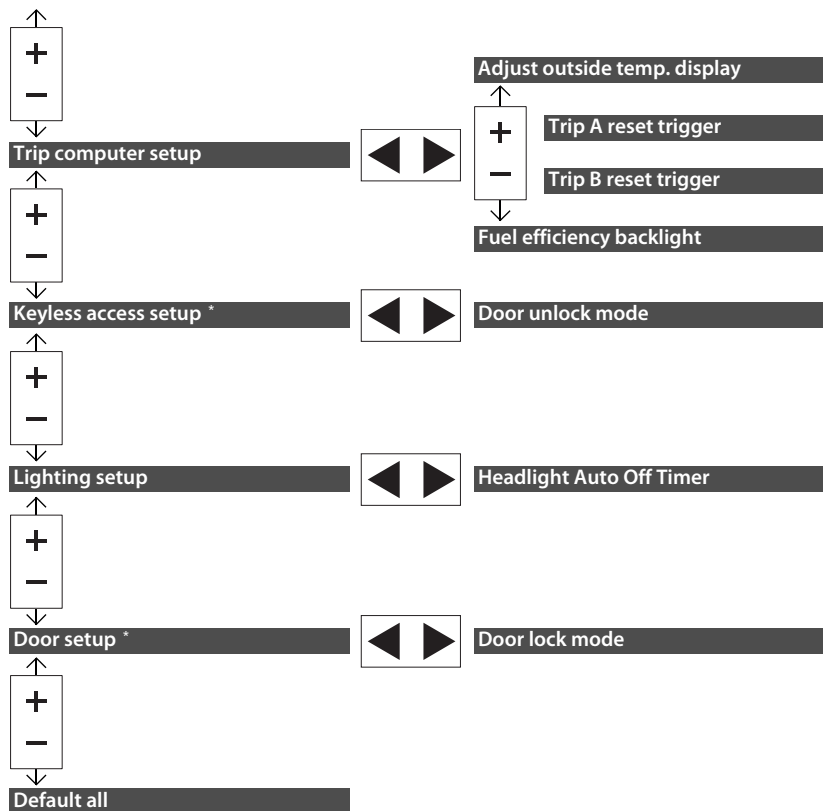 Adjust outside temp. display
Trip A reset trigger
Trip computer setup
Trip B reset trigger
Fuel efficiency backlight
Keyless access setup *
Door unlock mode
Lighting setup
Headlight Auto Off Timer
Door setup *
Door lock mode
Default all